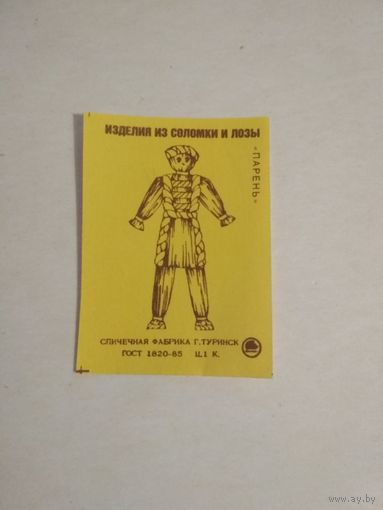 ИЗДЕЛИЯ ИЗ СОЛОМКИ И ЛОЗЫ
«ПАРЕНЬ»
СПИЧЕЧНАЯ ФАБРИКА Г.ТУРИНСК
ГОСТ 1820-85 Ц.1 К.
www.ay.by